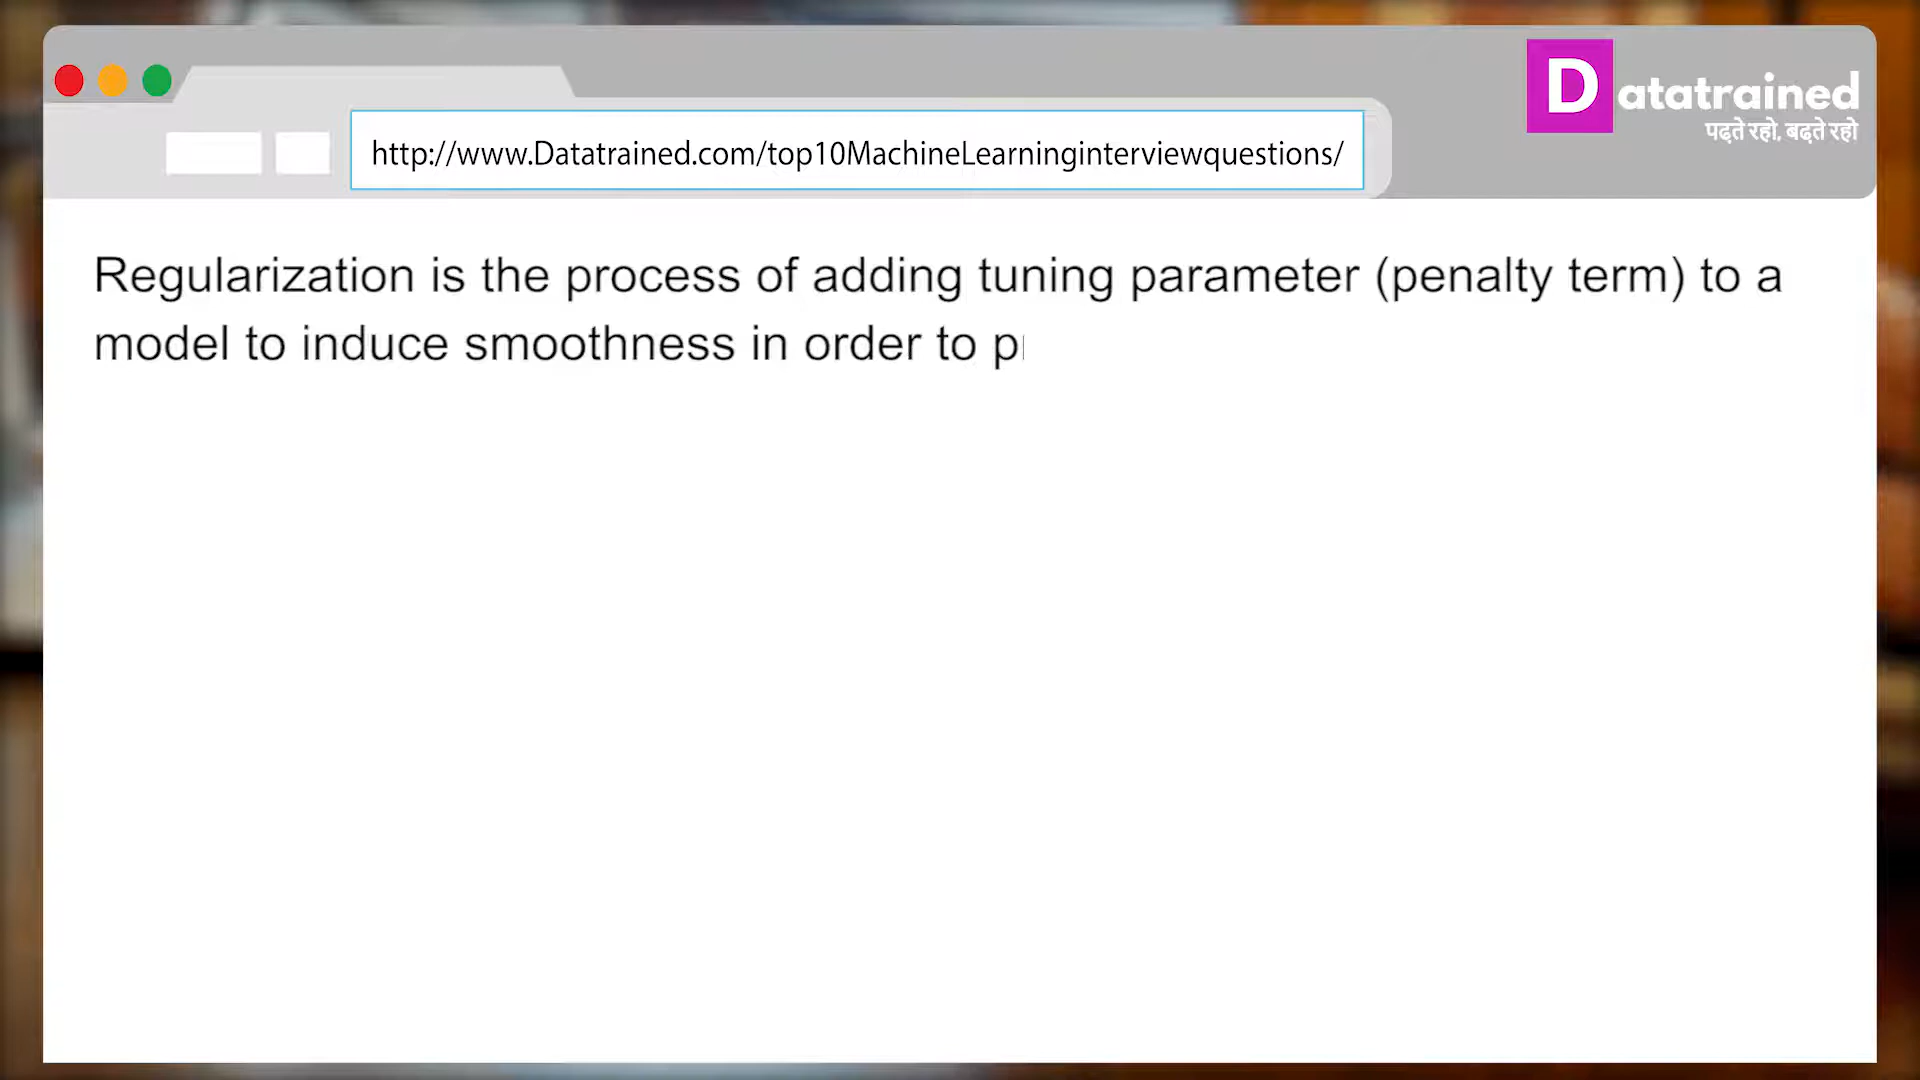 Datatrained
पढ़ते रहो. बढ़ते रहो
http://www.Datatrained.com/top10MachineLearninginterviewquestions/
Regularization is the process of adding tuning parameter (penalty term) to a
model to induce smoothness in order to p